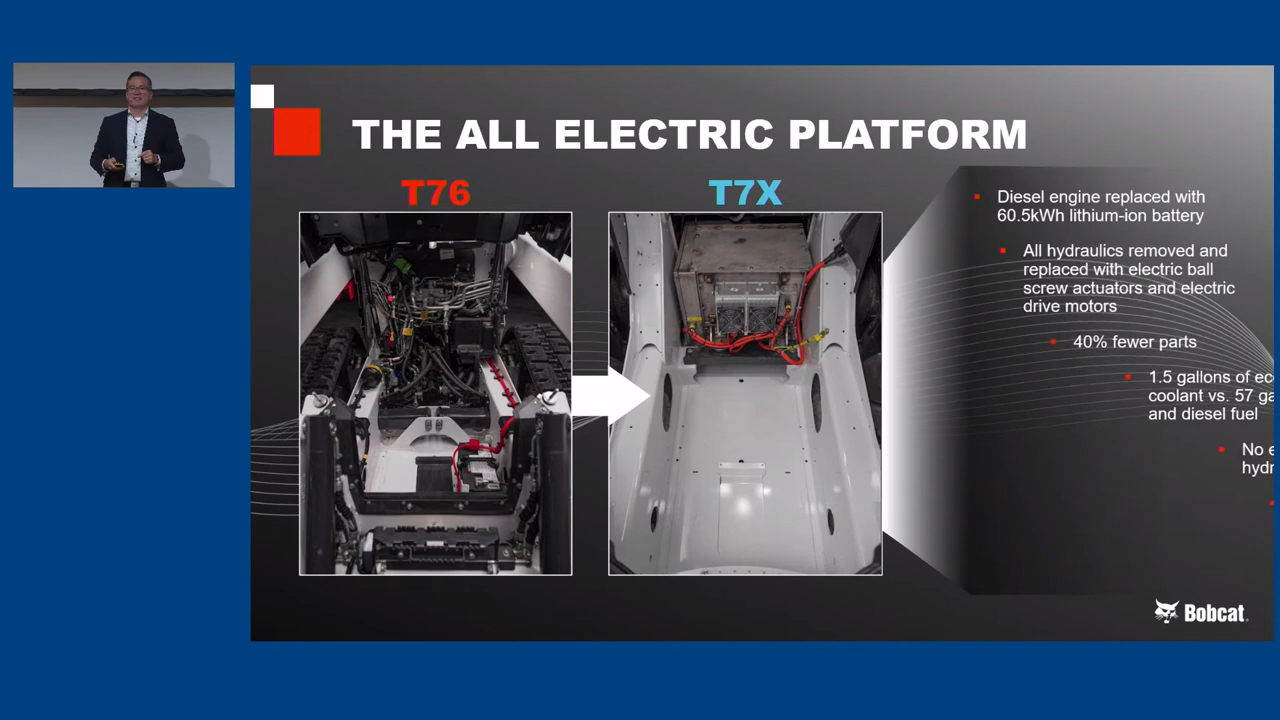 THE ALL ELECTRIC PLATFORM
T76
T7X
Diesel engine replaced with
60.5kWh lithium-ion battery
All hydraulics removed and
replaced with electric ball
screw actuators and electric
drive motors
40% fewer parts
1.5 gallons of
coolant vs. 57
and diesel fuel
No
Bobcat